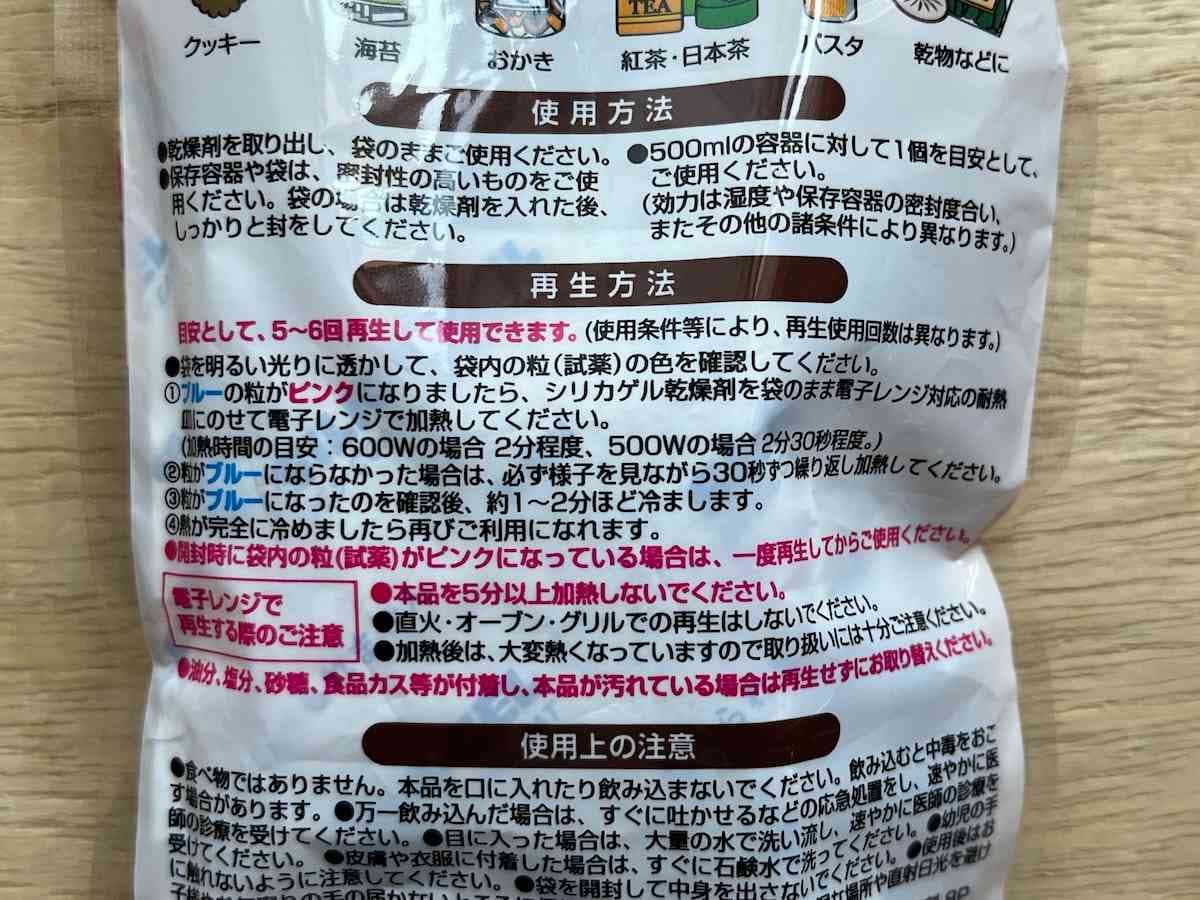 TEA
クッキー
海苔
おかき
紅茶・日本茶
パスタ
乾物などに
使用方法
●乾燥剤を取り出し、袋のままご使用ください。
●保存容器や袋は、密封性の高いものをご使
用ください。袋の場合は乾燥剤を入れた後、
しっかりと封をしてください。
●500mlの容器に対して1個を目安として、
ご使用ください。
(効力は湿度や保存容器の密封度合い、
またその他の諸条件により異なります。)
再生方法
目安として、5〜6回再生して使用できます。(使用条件等により、再生使用回数は異なります。)
●袋を明るい光りに透かして、袋内の粒(試薬)の色を確認してください。
①ブルーの粒がピンクになりましたら、シリカゲル乾燥剤を袋のまま電子レンジ対応の耐熱
皿にのせて電子レンジで加熱してください。
(加熱時間の目安：600Wの場合 2分程度、500Wの場合 2分30秒程度。)
②粒がブルーにならなかった場合は、必ず様子を見ながら30秒ずつ繰り返し加熱してください。
③粒がブルーになったのを確認後、約1〜2分ほど冷まします。
④熱が完全に冷めましたら再びご利用になれます。
●開封時に袋内の粒(試薬)がピンクになっている場合は、一度再生してからご使用ください。
電子レンジで
再生する際のご注意
●本品を5分以上加熱しないでください。
●直火・オーブン・グリルでの再生はしないでください。
●加熱後は、大変熱くなっていますので取り扱いには十分ご注意ください。
●油分、塩分、砂糖、食品カス等が付着し、本品が汚れている場合は再生せずにお取り替えください。
使用上の注意
●食べ物ではありません。本品を口に入れたり飲み込まないでください。飲み込むと中毒をおこ
す場合があります。●万一飲み込んだ場合は、すぐに吐かせるなどの応急処置をし、速やかに医
師の診療を受けてください。●目に入った場合は、大量の水で洗い流し、速やかに医師の診療を
受けてください。●皮膚や衣服に付着した場合は、すぐに石鹸水で洗ってください。●幼児の手
に触れないように注意してください。●袋を開封して中身を出さないでください。●使用後はお
場所や直射日光を避け